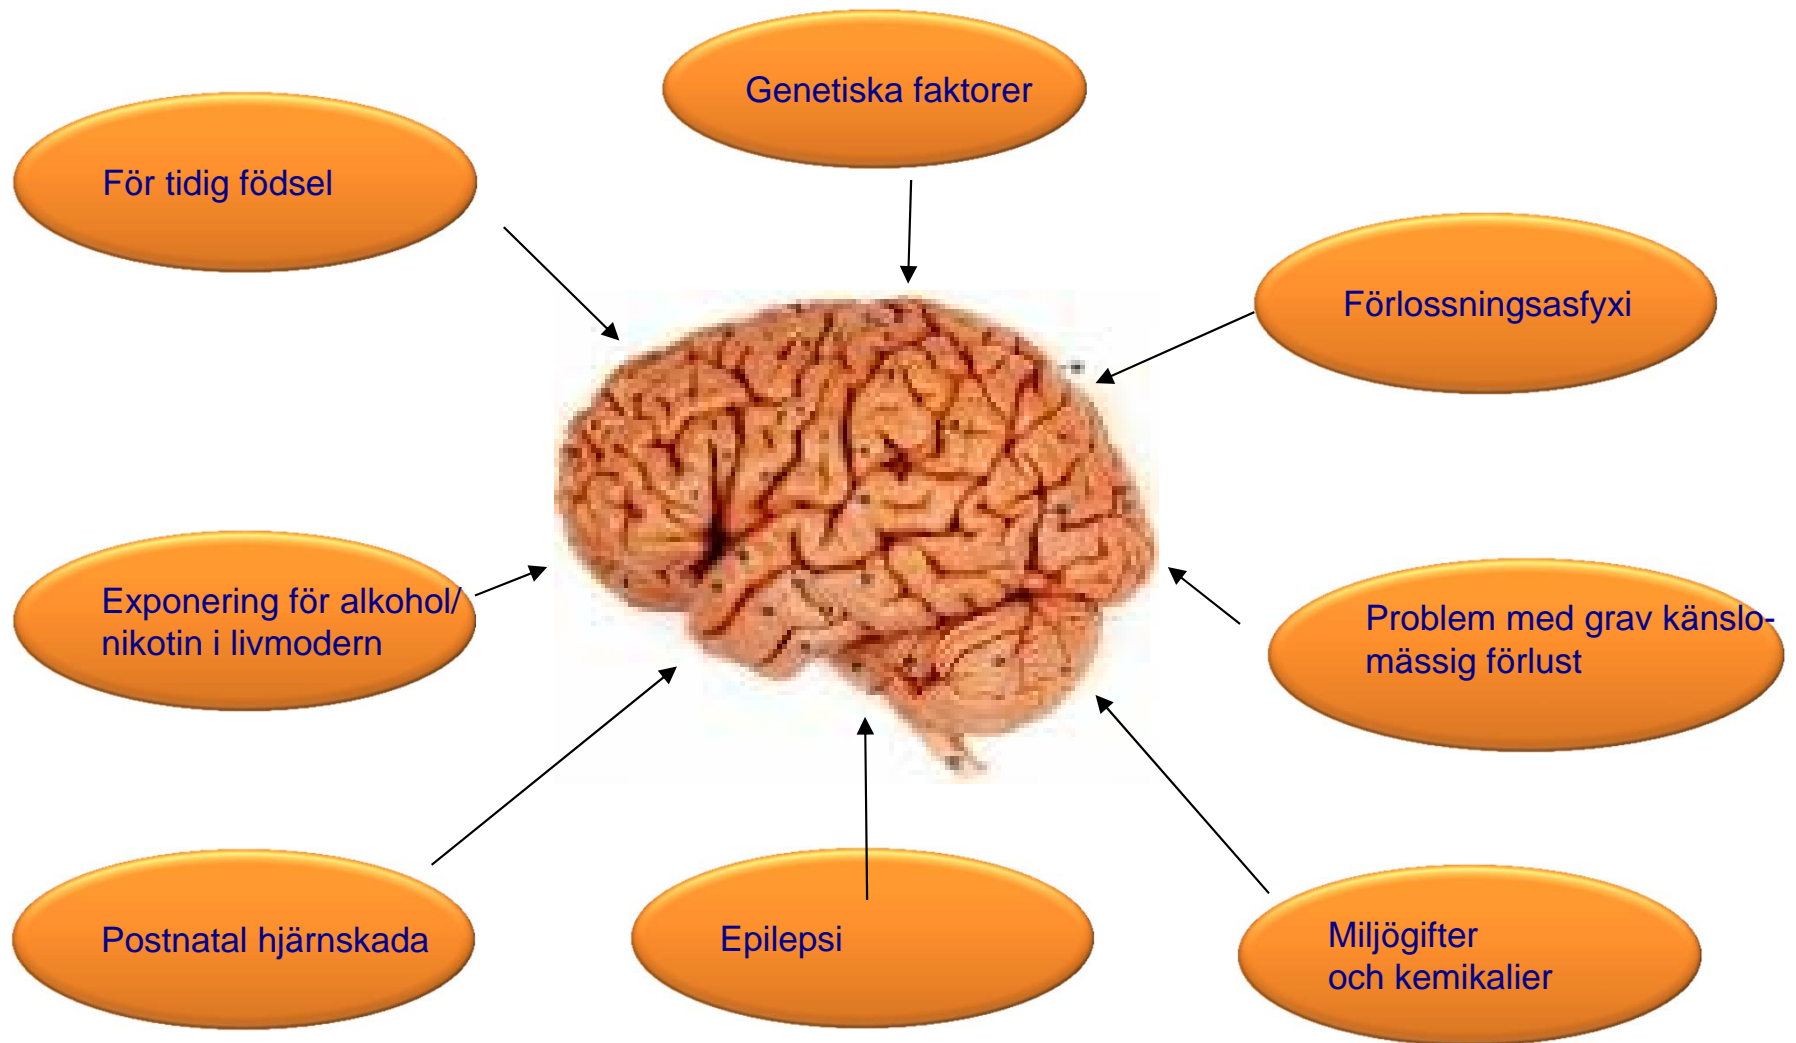 Genetiska faktorer
För tidig födsel
Förlossningsasfyxi
Exponering för alkohol/
nikotin i livmodern
Problem med grav känslo-
mässig förlust
Postnatal hjärnskada
Epilepsi
Miljögifter
och kemikalier